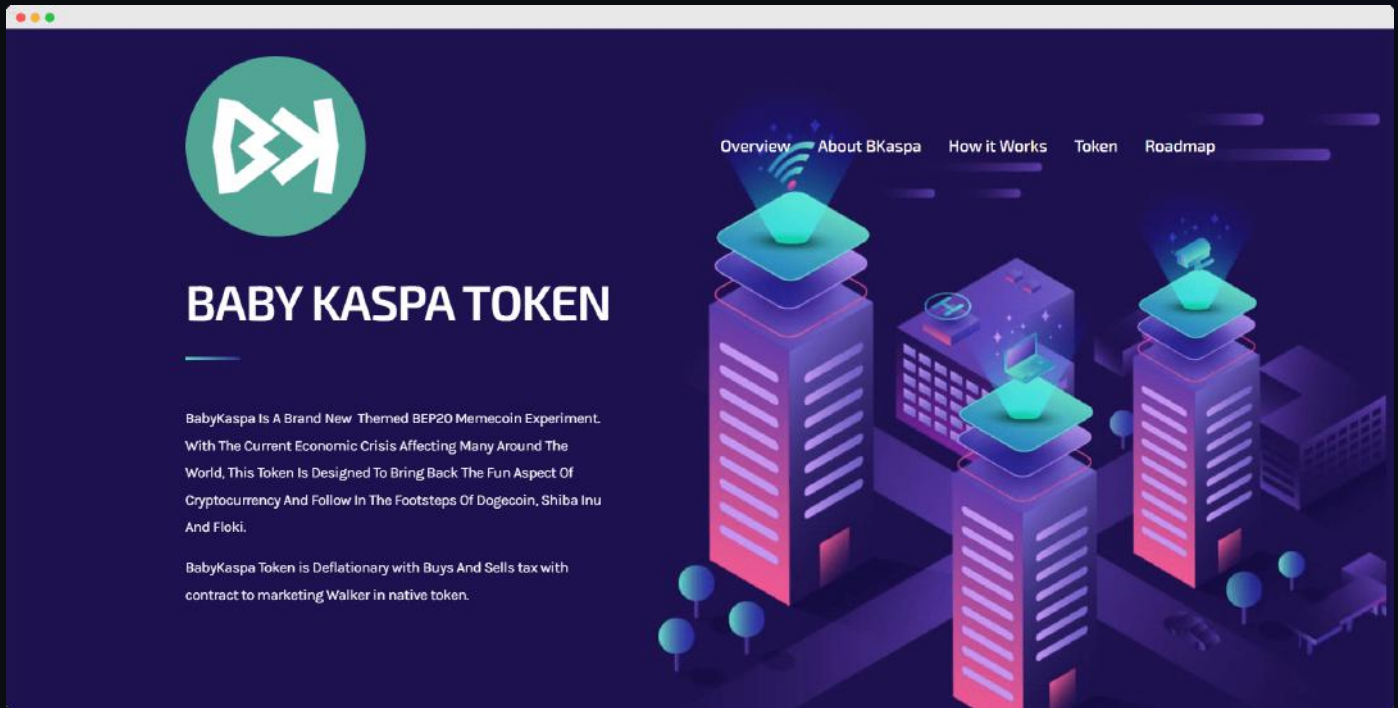 BK
Overview About BKaspa How it Works Token Roadmap
BABY KASPA TOKEN
BabyKaspa Is A Brand New Themed BEP20 Memecoin Experiment.
With The Current Economic Crisis Affecting Many Around The
World, This Token Is Designed To Bring Back The Fun Aspect Of
Cryptocurrency And Follow In The Footsteps Of Dogecoin, Shiba Inu
And Floki.
BabyKaspa Token is Deflationary with Buys And Sells tax with
contract to marketing Walker in native token.
H